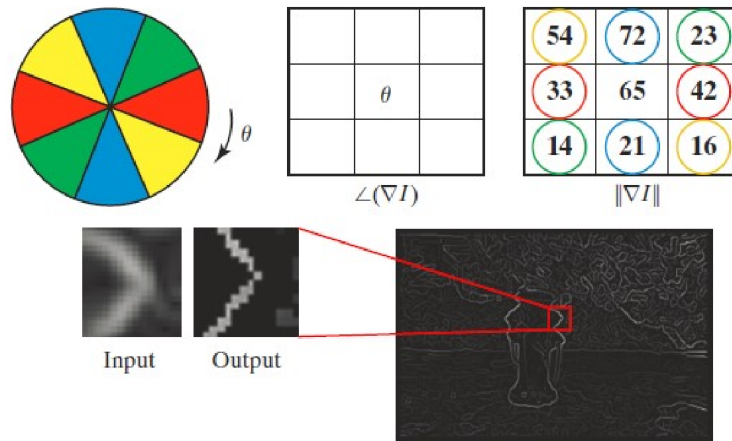 θ
θ
∠(∇I)
54 72 23
33 65 42
14 21 16
‖∇I‖
Input
Output